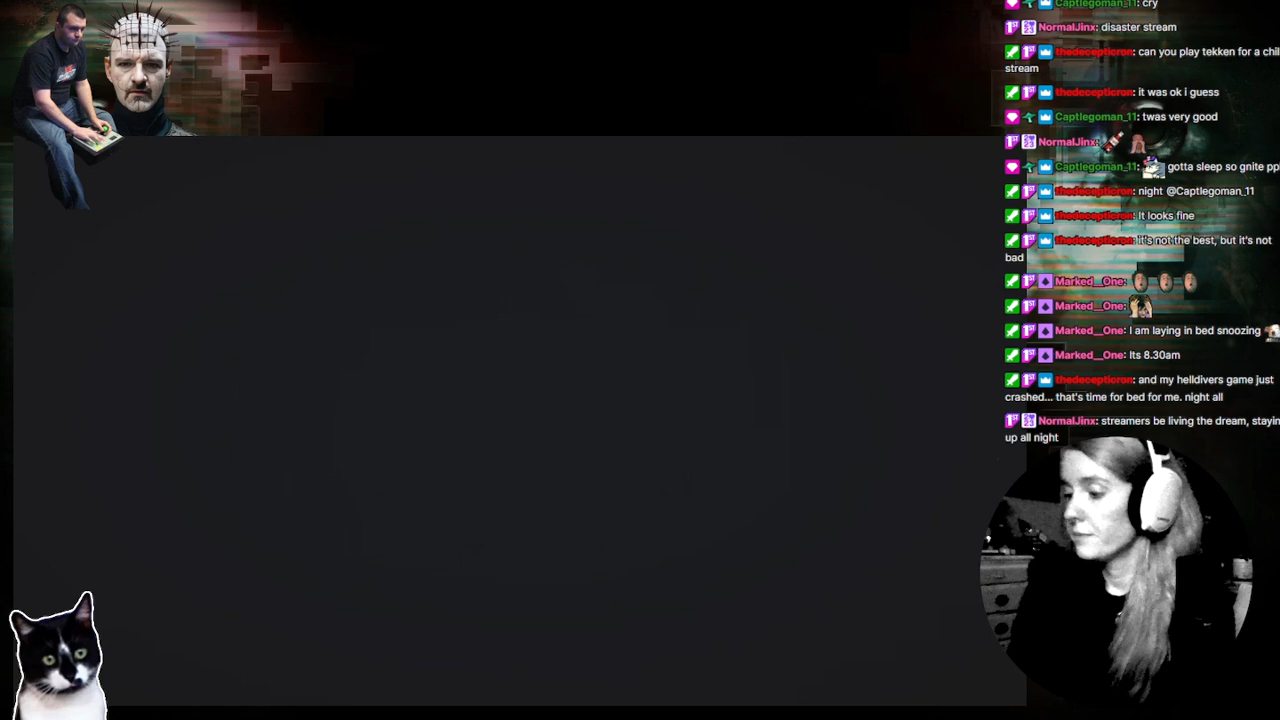 Captlegoman_11: cry
NormalJinx: disaster stream
thedecepticron: can you play tekken for a chil
stream
thedecepticron: it was ok i guess
Captlegoman_11: twas very good
NormalJinx:
Captlegoman_11: gotta sleep so gnite pp
thedecepticron: night @Captlegoman_11
thedecepticron: It looks fine
thedecepticron: it's not the best, but it's not
bad
Marked__One:
Marked__One:
Marked__One: I am laying in bed snoozing
Marked__One: Its 8.30am
thedecepticron: and my helldivers game just
crashed... that's time for bed for me. night all
NormalJinx: streamers be living the dream, stayin
up all night